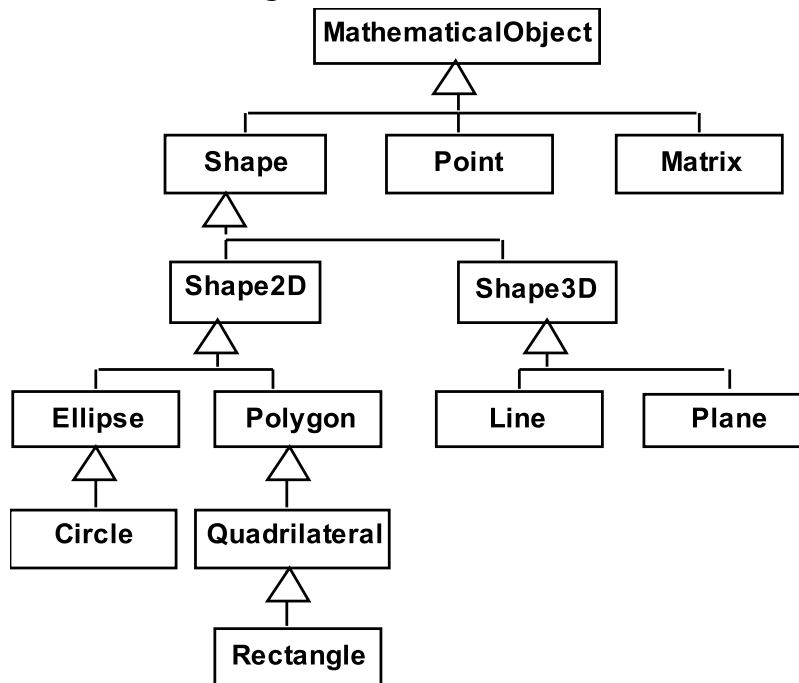 MathematicalObject
Shape
Point
Matrix
Shape2D
Shape3D
Ellipse
Polygon
Line
Plane
Circle
Quadrilateral
Rectangle